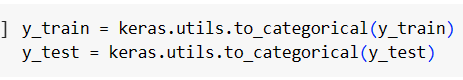 ] y_train = keras.utils.to_categorical(y_train)
y_test = keras.utils.to_categorical(y_test)